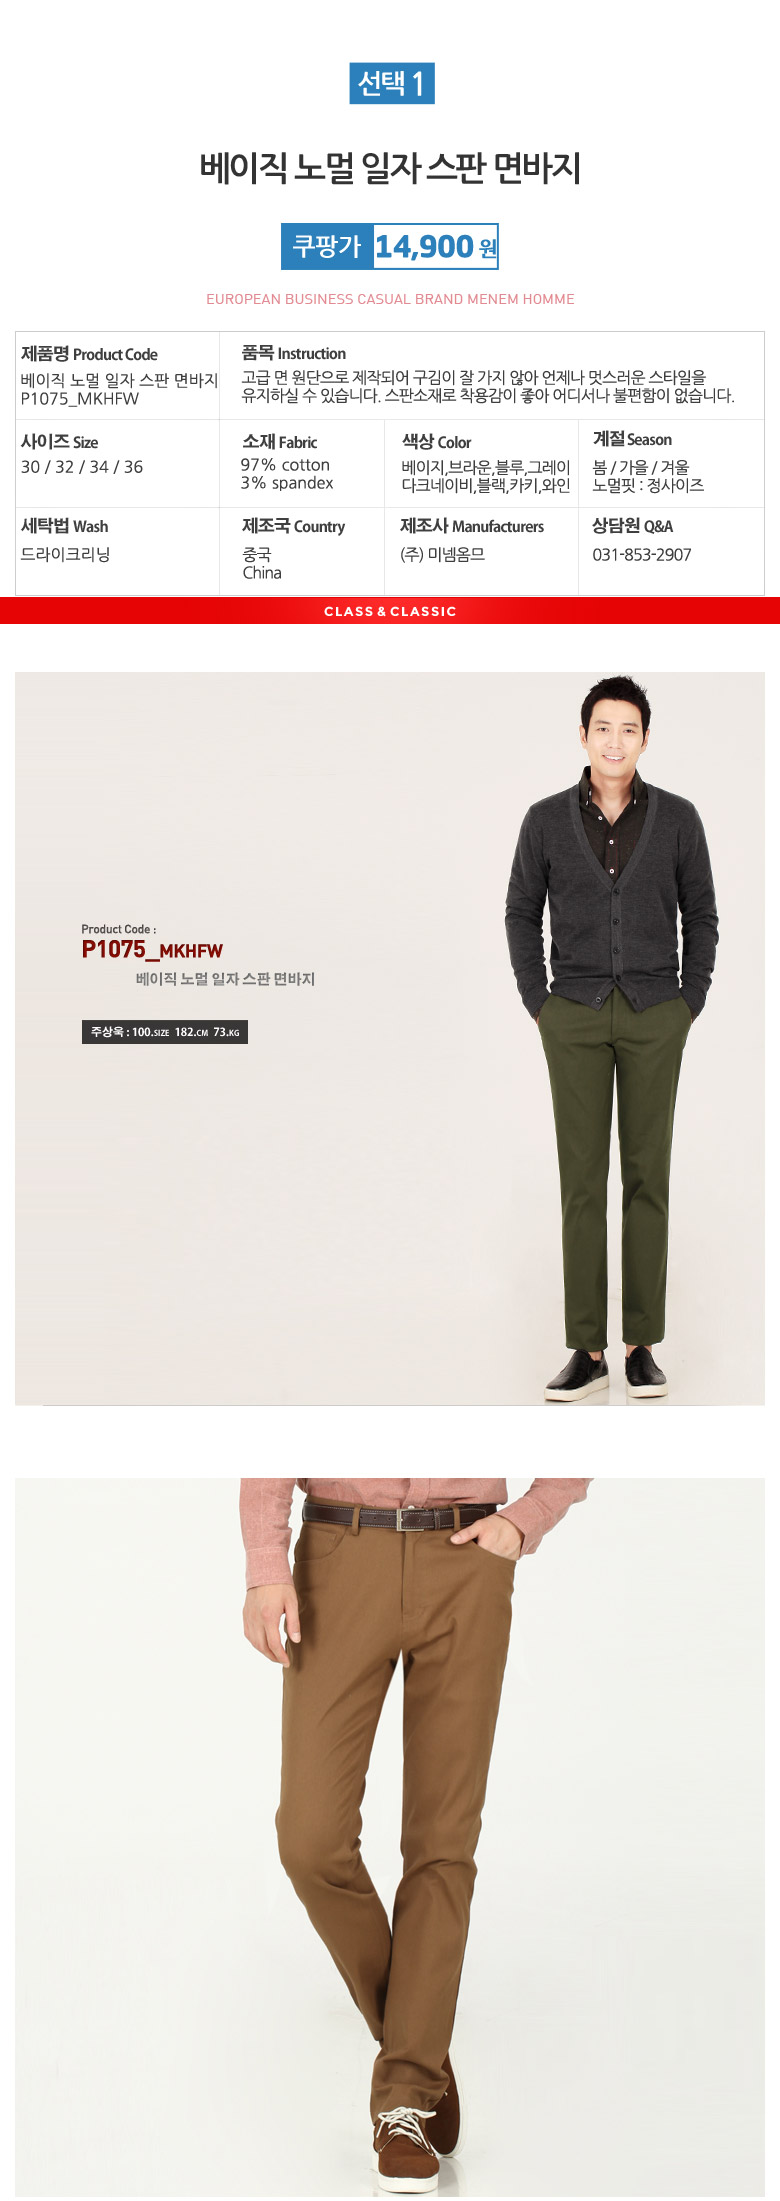 선택 1
베이직 노멀 일자 스판 면바지
쿠팡가 14,900 원
EUROPEAN BUSINESS CASUAL BRAND MENEM HOMME
제품명 Product Code
베이직 노멀 일자 스판 면바지
P1075_MKHFW
품목 Instruction
고급 면 원단으로 제작되어 구김이 잘 가지 않아 언제나 멋스러운 스타일을
유지하실 수 있습니다. 스판소재로 착용감이 좋아 어디서나 불편함이 없습니다.
사이즈 Size
30 / 32 / 34 / 36
소재 Fabric
97% cotton
3% spandex
색상 Color
베이지,브라운,블루,그레이
다크네이비,블랙,카키,와인
계절 Season
봄 / 가을 / 겨울
노멀핏 : 정사이즈
세탁법 Wash
드라이크리닝
제조국 Country
중국
China
제조사 Manufacturers
(주) 미넴옴므
상담원 Q&A
031-853-2907
CLASS & CLASSIC
Product Code :
P1075_MKHFW
베이직 노멀 일자 스판 면바지
주상욱 : 100.SIZE 182.CM 73.KG